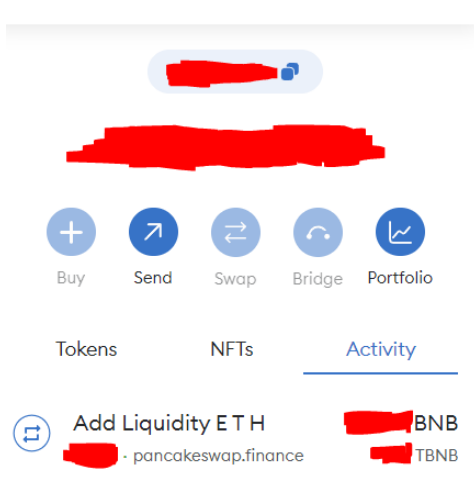 Buy Send Swap Bridge Portfolio
Tokens NFTs Activity
Add Liquidity E T H BNB
· pancakeswap.finance TBNB